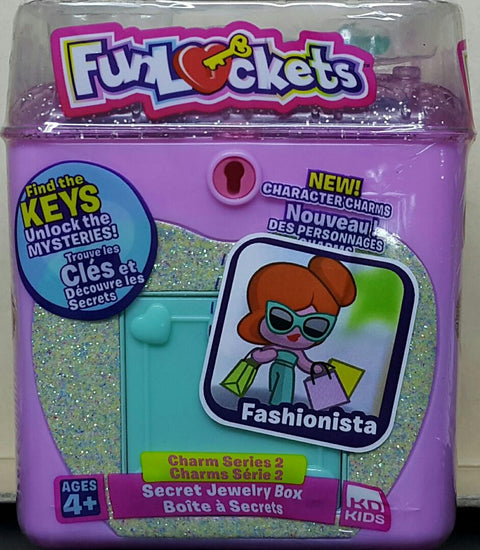 FunLockets
Find the
KEYS
Unlock the
MYSTERIES!
Trouve les
Clés et
Découvre les
Secrets
NEW!
CHARACTER CHARMS
Nouveau!
DES PERSONNAGES
CHARMS
Fashionista
Charm Series 2
Charms Série 2
AGES
4+
Secret Jewelry Box
Boîte à Secrets
KD
KIDS